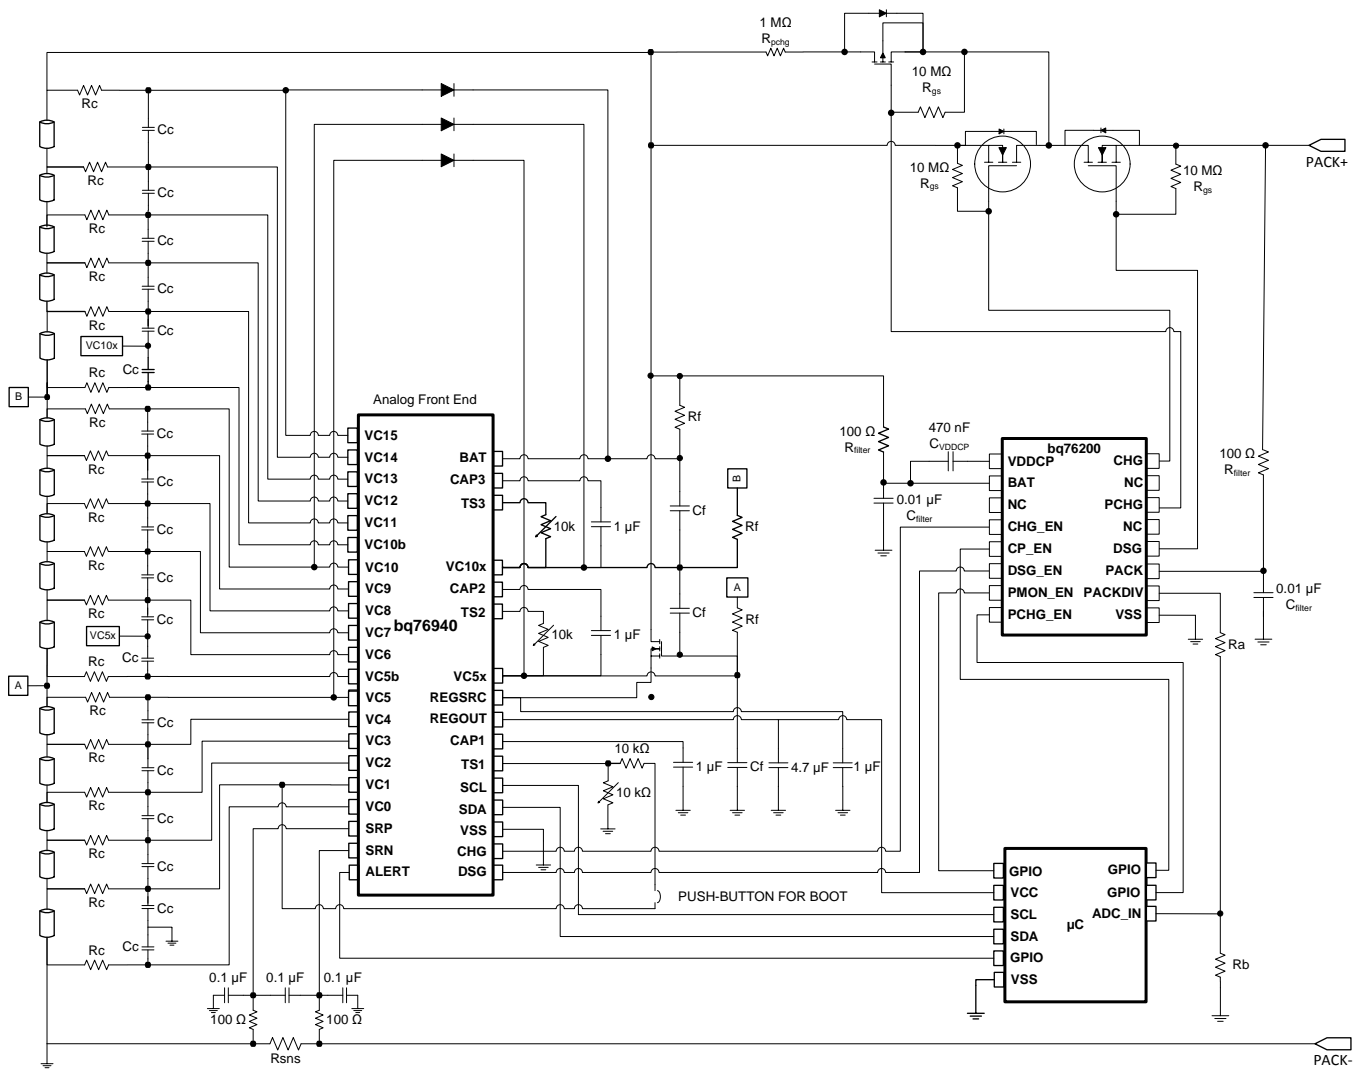 1 MΩ
Rpchg
10 MΩ
Rgs
PACK+
10 MΩ
Rgs
10 MΩ
Rgs
Rc
Cc
Rc
Cc
Rc
Cc
Rc
Cc
Rc
Cc
VC10x
Cc
Rc
B
Rc
Cc
Rc
Cc
Rc
Cc
Rc
Cc
Rc
Cc
VC5x
Cc
Rc
A
Rc
Cc
Rc
Cc
Rc
Cc
Rc
Cc
Rc
Cc
Cc
Rc
Analog Front End
bq76940
VC15
VC14
VC13
VC12
VC11
VC10b
VC10
VC9
VC8
VC7
VC6
VC5b
VC5
VC4
VC3
VC2
VC1
VC0
SRP
SRN
ALERT
BAT
CAP3
TS3
VC10x
CAP2
TS2
VC5x
REGSRC
REGOUT
CAP1
TS1
SCL
SDA
VSS
CHG
DSG
10k
1 µF
10k
1 µF
Rf
Cf
B
Rf
Cf
A
Rf
10 kΩ
10 kΩ
1 µF
Cf
4.7 µF
1 µF
PUSH-BUTTON FOR BOOT
100 Ω
Rfilter
470 nF
CVDDCP
0.01 µF
Cfilter
bq76200
VDDCP
BAT
NC
CHG_EN
CP_EN
DSG_EN
PMON_EN
PCHG_EN
CHG
NC
PCHG
NC
DSG
PACK
PACKDIV
VSS
100 Ω
Rfilter
0.01 µF
Cfilter
Ra
Rb
µC
GPIO
VCC
SCL
SDA
GPIO
VSS
GPIO
GPIO
ADC_IN
0.1 µF
0.1 µF
0.1 µF
100 Ω
100 Ω
Rsns
PACK-